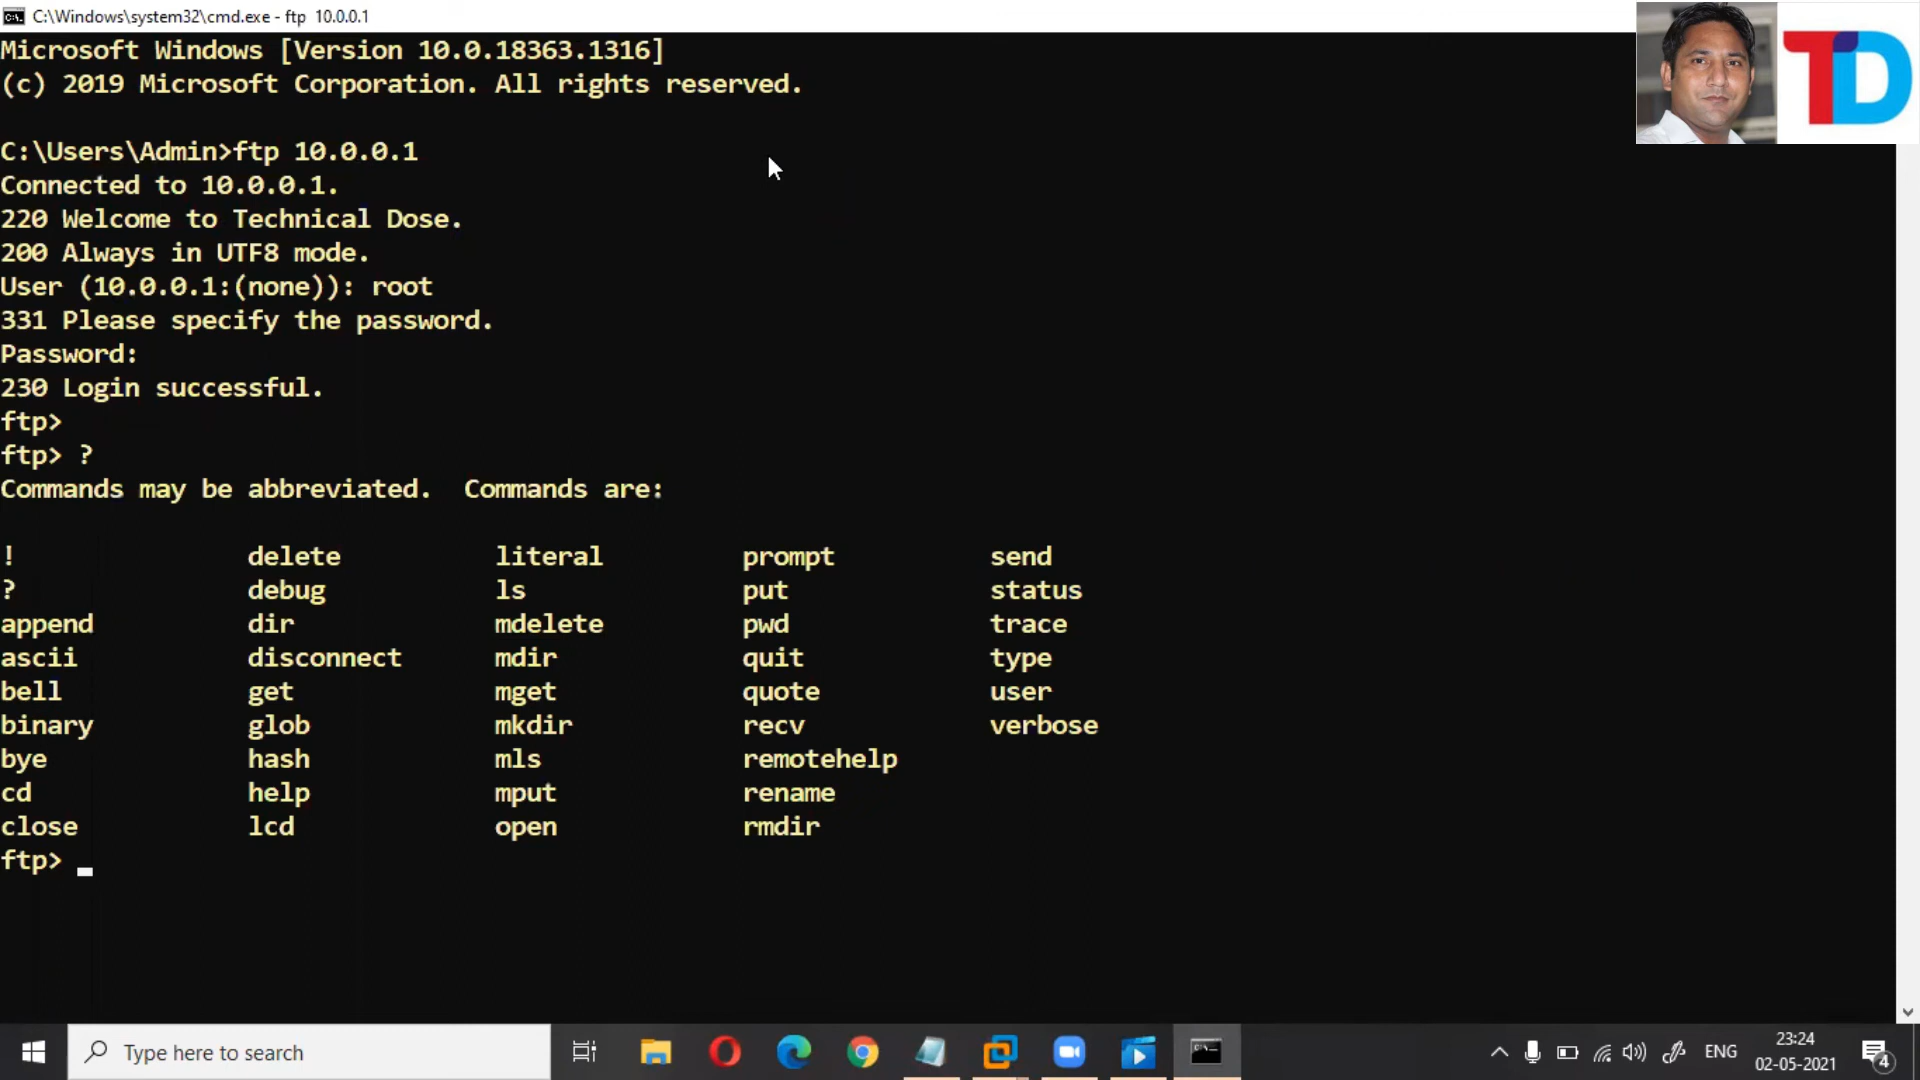 C:\Windows\system32\cmd.exe - ftp 10.0.0.1
Microsoft Windows [Version 10.0.18363.1316]
(c) 2019 Microsoft Corporation. All rights reserved.
C:\Users\Admin>ftp 10.0.0.1
Connected to 10.0.0.1.
220 Welcome to Technical Dose.
200 Always in UTF8 mode.
User (10.0.0.1:(none)): root
331 Please specify the password.
Password:
230 Login successful.
ftp>
ftp> ?
Commands may be abbreviated.  Commands are:
! delete literal prompt send
? debug ls put status
append dir mdelete pwd trace
ascii disconnect mdir quit type
bell get mget quote user
binary glob mkdir recv verbose
bye hash mls remotehelp
cd help mput rename
close lcd open rmdir
ftp> _
TD
Type here to search
ENG
23:24
02-05-2021
4